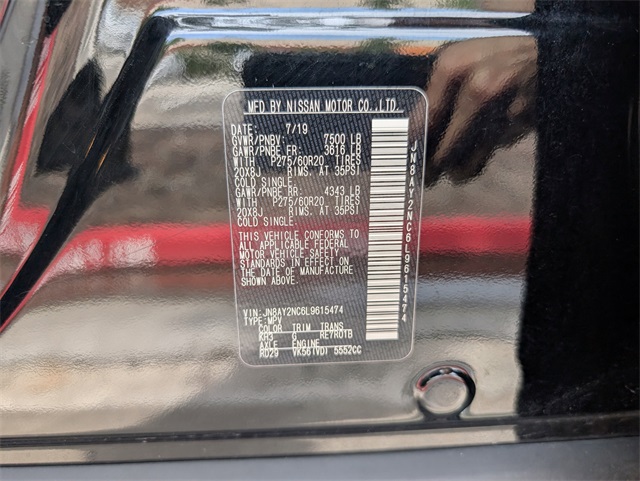 MFD BY NISSAN MOTOR CO.,LTD.
DATE: 7/19
GVWR/PNBV 7500 LB
GAWR/PNBE FR: 3616 LB
WITH P275/60R20 TIRES
20X8J RIMS. AT 35PSI
COLD SINGLE.
GAWR/PNBE RR: 4343 LB
WITH P275/60R20 TIRES
20X8J RIMS. AT 35PSI
COLD SINGLE.
THIS VEHICLE CONFORMS TO
ALL APPLICABLE FEDERAL
MOTOR VEHICLE SAFETY
STANDARDS IN EFFECT ON
THE DATE OF MANUFACTURE
SHOWN ABOVE.
VIN: JN8AY2NC6L9615474
TYPE: MPV
COLOR TRIM TRANS
KH3 RE7R01B
AXLE ENGINE
RD29 VK56(VD) 5552CC
JN8AY2NC6L9615474